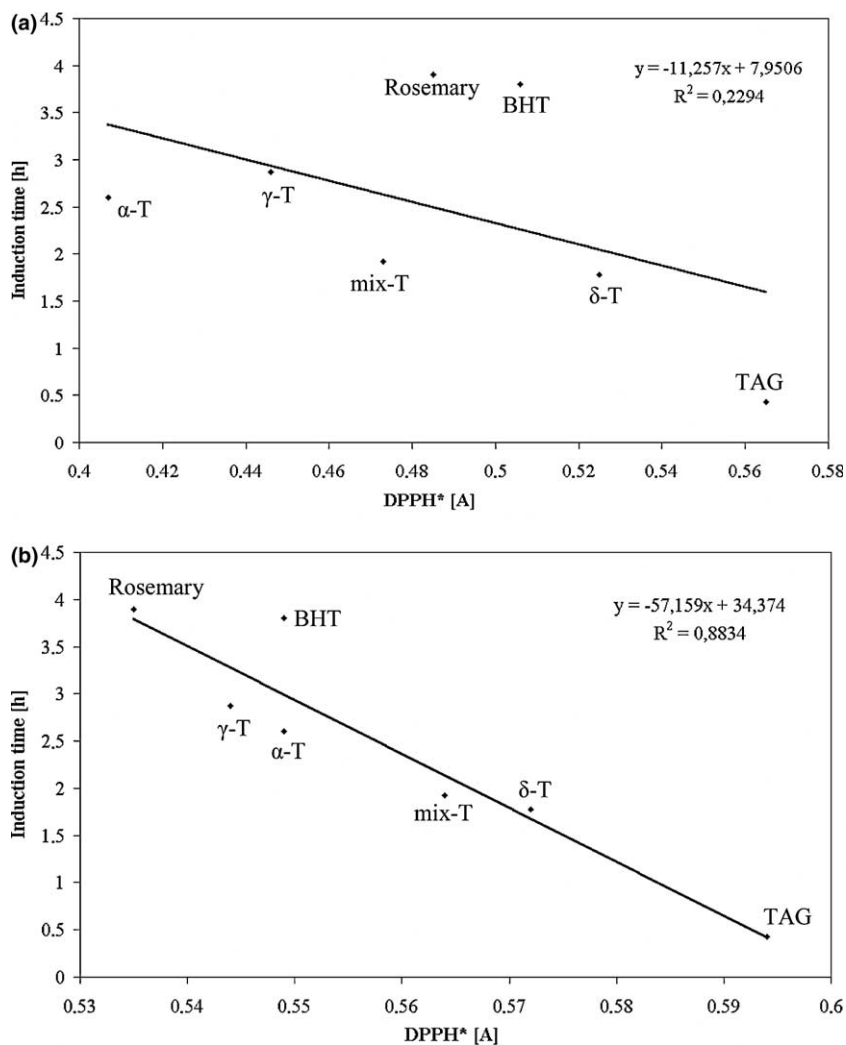 (a)
4.5
4
3.5
3
2.5
2
1.5
1
0.5
0
Induction time [h]
Rosemary
BHT
y = -11,257x + 7,9506
R² = 0,2294
α-T
γ-T
mix-T
δ-T
TAG
0.4 0.42 0.44 0.46 0.48 0.5 0.52 0.54 0.56 0.58
DPPH* [A]
(b)
4.5
4
3.5
3
2.5
2
1.5
1
0.5
0
Induction time [h]
Rosemary
BHT
y = -57,159x + 34,374
R² = 0,8834
γ-T
α-T
mix-T
δ-T
TAG
0.53 0.54 0.55 0.56 0.57 0.58 0.59 0.6
DPPH* [A]